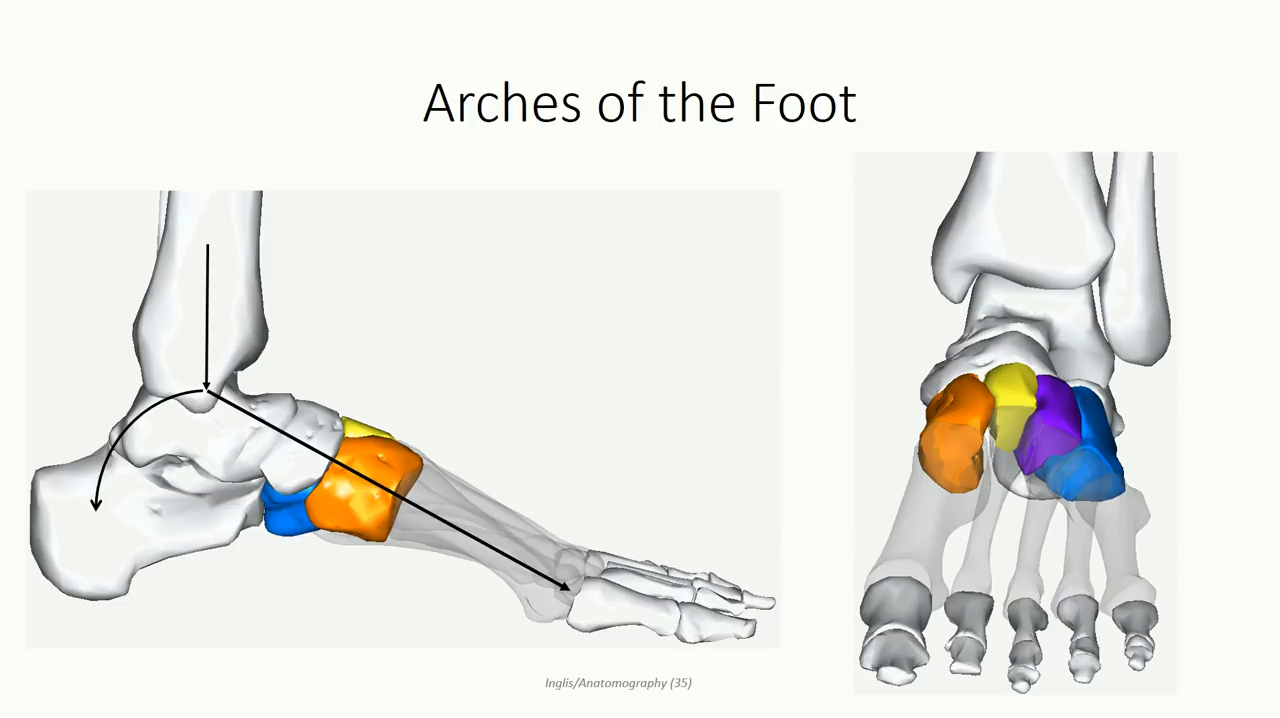 Arches of the Foot
Inglis/Anatomography (35)